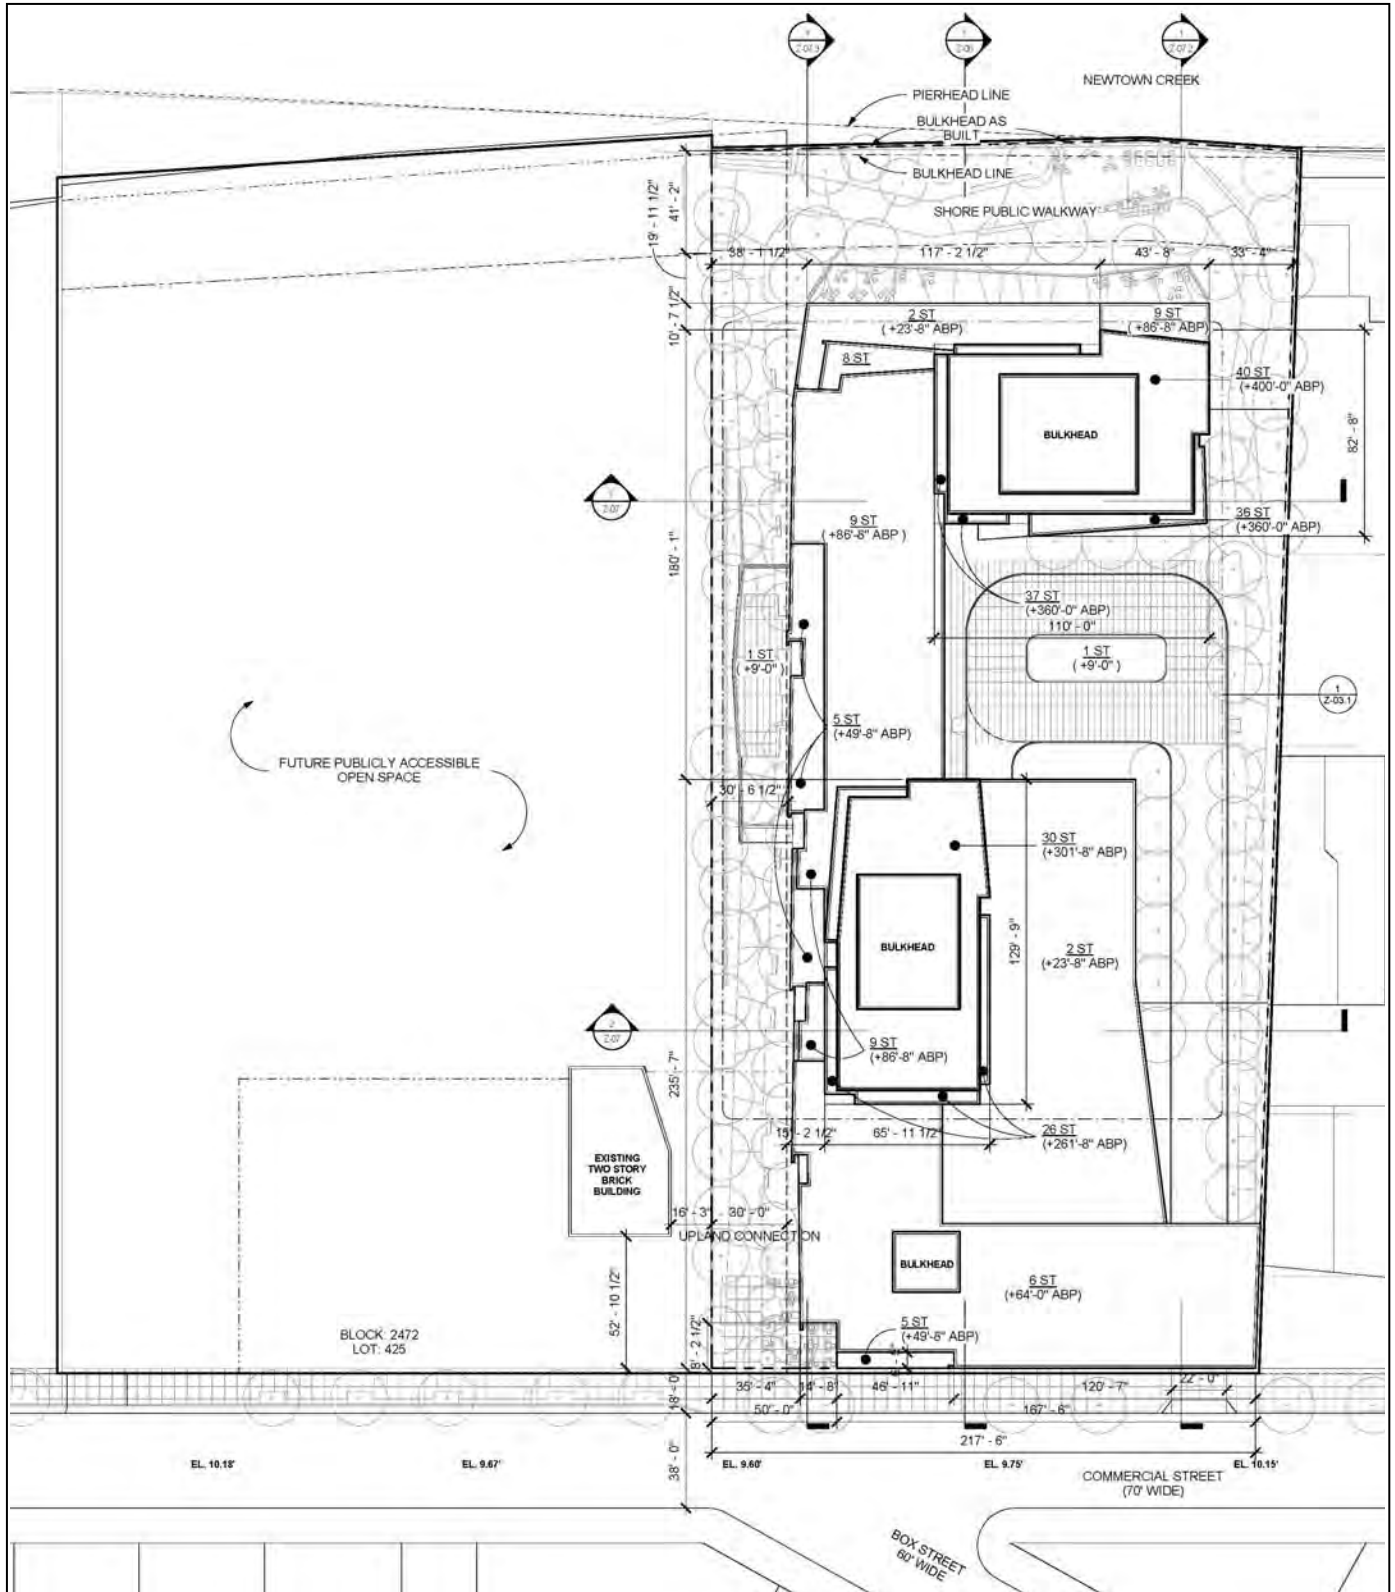 1
Z-06
1
Z-07.2
NEWTOWN CREEK
PIERHEAD LINE
BULKHEAD AS
BUILT
BULKHEAD LINE
SHORE PUBLIC WALKWAY
19' - 11 1/2"
41' - 2"
38' - 1 1/2"
117' - 2 1/2"
43' - 8"
33' - 4"
10' - 7 1/2"
2 ST
( +23'-8" ABP)
9 ST
( +86'-8" ABP)
8 ST
40 ST
(+400'-0" ABP)
BULKHEAD
82' - 8"
Z-07
9 ST
(+86'-8" ABP )
36 ST
(+360'-0" ABP)
180' - 1"
37 ST
(+360'-0" ABP)
110' - 0"
1 ST
( +9'-0" )
1 ST
( +9'-0" )
1
Z-03.1
5 ST
(+49'-8" ABP)
FUTURE PUBLICLY ACCESSIBLE
OPEN SPACE
30' - 6 1/2"
30 ST
(+301'-8" ABP)
BULKHEAD
129' - 9"
2 ST
(+23'-8" ABP)
2
Z-07
9 ST
(+86'-8" ABP)
235' - 7"
15' - 2 1/2"
65' - 11 1/2"
26 ST
(+261'-8" ABP)
EXISTING
TWO STORY
BRICK
BUILDING
16' - 3"
30' - 0"
UPLAND CONNECTION
BULKHEAD
6 ST
(+64'-0" ABP)
52' - 10 1/2"
5 ST
(+49'-8" ABP)
BLOCK: 2472
LOT: 425
18' - 0"
35' - 4"
14' - 8"
46' - 11"
120' - 7"
22' - 0"
50' - 0"
167' - 6"
217' - 6"
38' - 0"
EL. 10.18'
EL. 9.67'
EL. 9.60'
EL. 9.75'
EL. 10.15'
COMMERCIAL STREET
(70' WIDE)
BOX STREET
60' WIDE